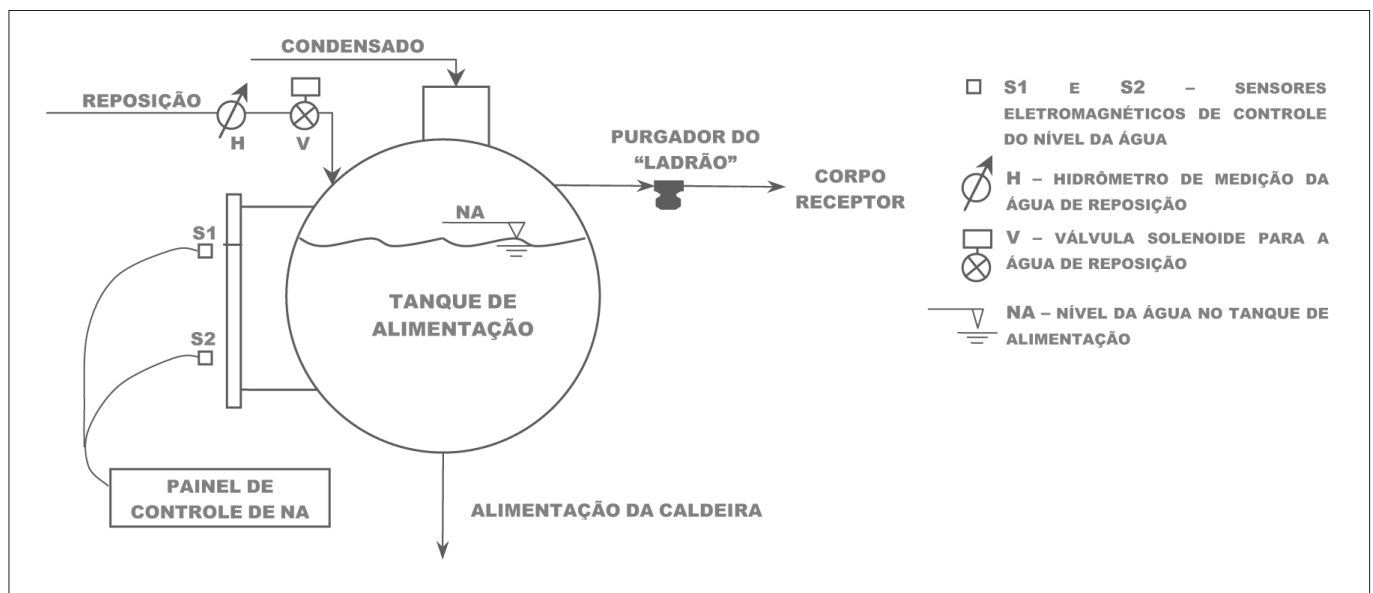 CONDENSADO
REPOSIÇÃO
H
V
PURGADOR DO
“LADRÃO”
CORPO
RECEPTOR
NA
S1
TANQUE DE
ALIMENTAÇÃO
S2
PAINEL DE
CONTROLE DE NA
ALIMENTAÇÃO DA CALDEIRA
S1 E S2 – SENSORES
ELETROMAGNÉTICOS DE CONTROLE
DO NÍVEL DA ÁGUA
H – HIDRÔMETRO DE MEDIÇÃO DA
ÁGUA DE REPOSIÇÃO
V – VÁLVULA SOLENOIDE PARA A
ÁGUA DE REPOSIÇÃO
NA – NÍVEL DA ÁGUA NO TANQUE DE
ALIMENTAÇÃO